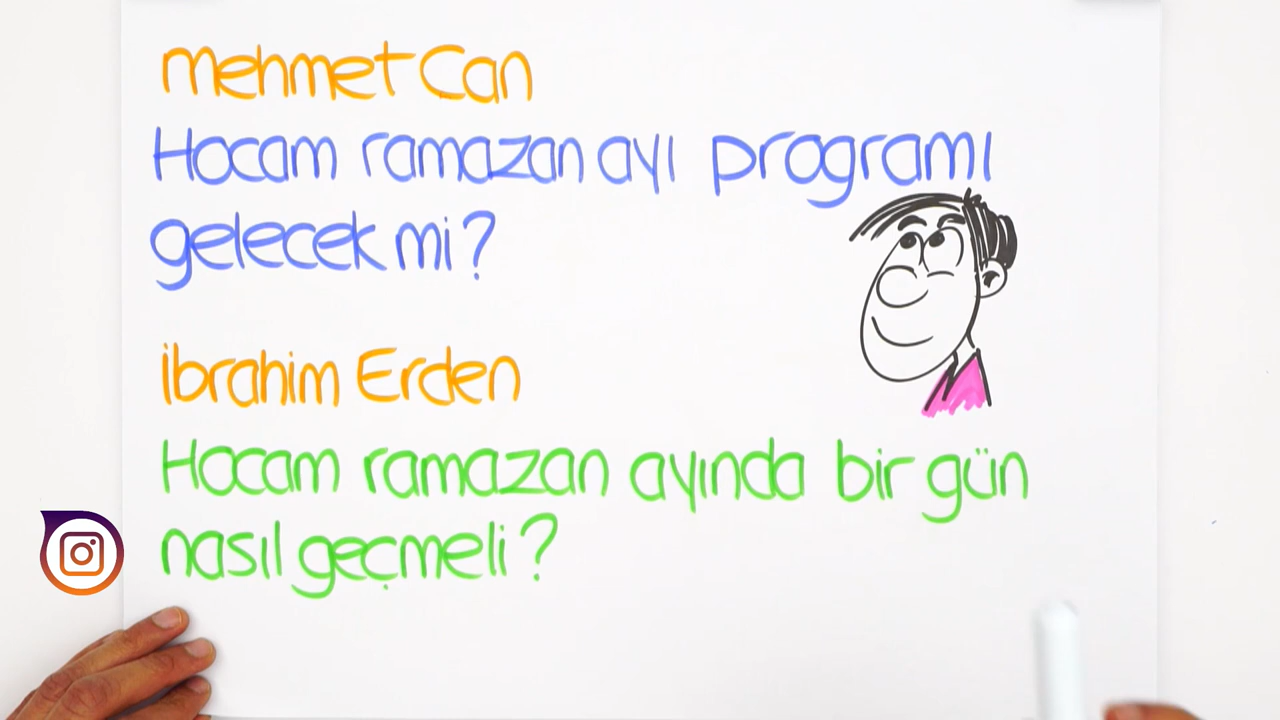 Mehmet Can
Hocam ramazan ayı programı
gelecek mi?
İbrahim Erden
Hocam ramazan ayında bir gün
nasıl geçmeli?